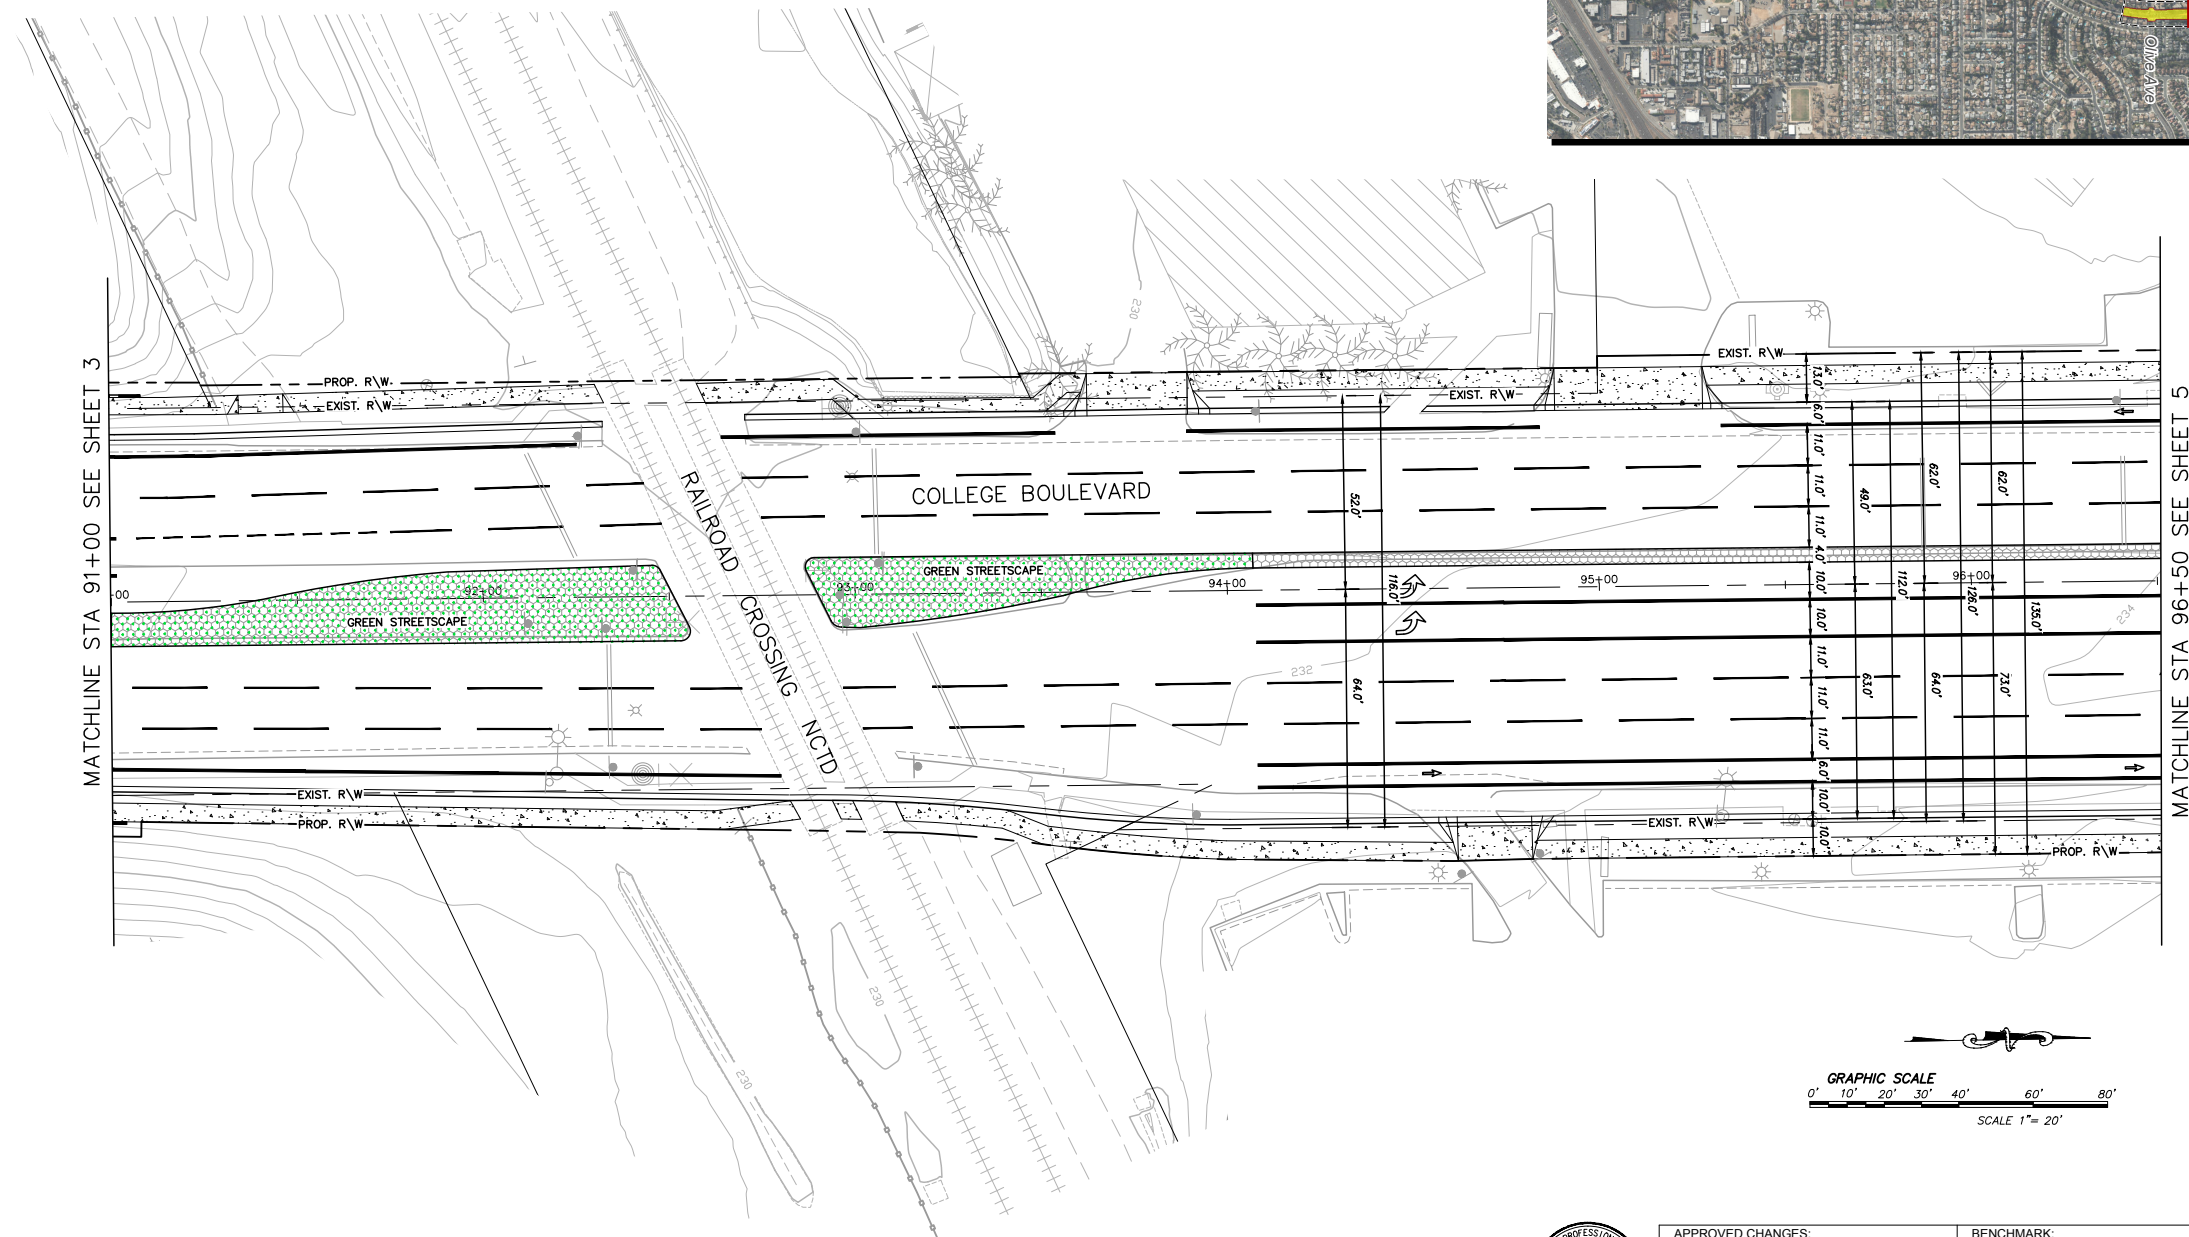 Olive Ave
MATCHLINE STA 91+00 SEE SHEET 3
MATCHLINE STA 96+50 SEE SHEET 5
230
PROP. R\W
EXIST. R\W
EXIST. R\W
EXIST. R\W
COLLEGE BOULEVARD
RAILROAD CROSSING NCTD
GREEN STREETSCAPE
GREEN STREETSCAPE
00
92+00
93+00
94+00
95+00
96+00
232
234
52.0'
116.0'
64.0'
13.0'
6.0'
11.0'
11.0'
11.0'
4.0'
10.0'
10.0'
11.0'
11.0'
11.0'
6.0'
10.0'
10.0'
49.0'
63.0'
112.0'
62.0'
64.0'
126.0'
62.0'
73.0'
135.0'
EXIST. R\W
PROP. R\W
EXIST. R\W
PROP. R\W
230
230
GRAPHIC SCALE
0' 10' 20' 30' 40' 60' 80'
SCALE 1"= 20'
APPROVED CHANGES:
BENCHMARK: